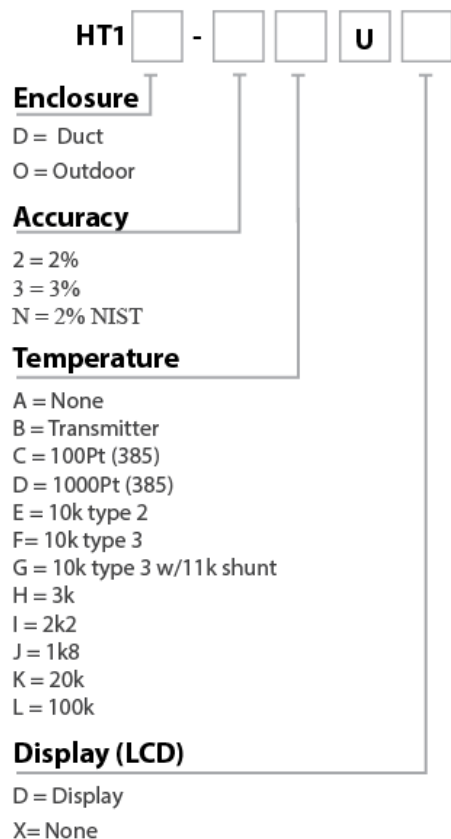 HT1 - U
Enclosure
D = Duct
O = Outdoor
Accuracy
2 = 2%
3 = 3%
N = 2% NIST
Temperature
A = None
B = Transmitter
C = 100Pt (385)
D = 1000Pt (385)
E = 10k type 2
F= 10k type 3
G = 10k type 3 w/11k shunt
H = 3k
I = 2k2
J = 1k8
K = 20k
L = 100k
Display (LCD)
D = Display
X= None